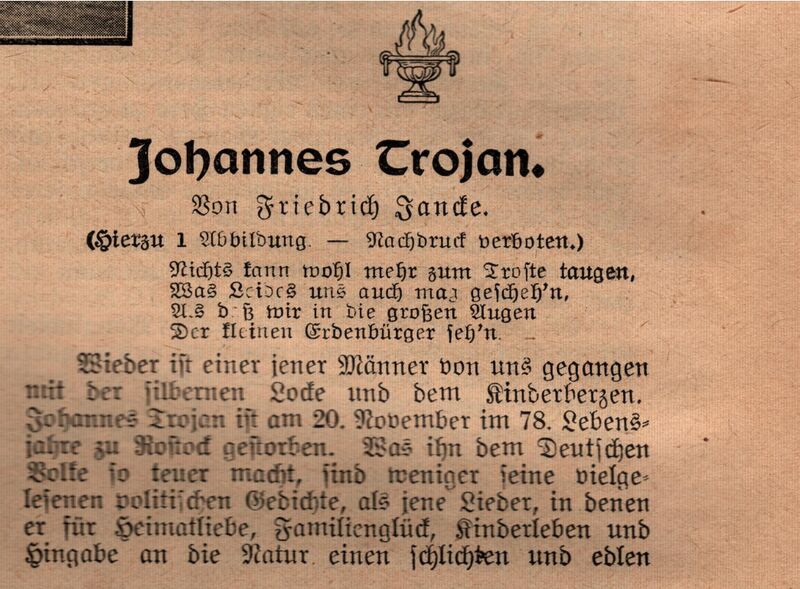 Johannes Trojan.
Von Friedrich Jancke.
(Hierzu 1 Abbildung. — Nachdruck verboten.)
Nichts kann wohl mehr zum Troste taugen,
Was Leides uns auch mag gescheh'n,
Als daß wir in die großen Augen
Der kleinen Erdenbürger seh'n.
Wieder ist einer jener Männer von uns gegangen
mit der silbernen Locke und dem Kinderherzen.
Johannes Trojan ist am 20. November im 78. Lebens-
jahre zu Rostock gestorben. Was ihn dem Deutschen
Volke so teuer macht, sind weniger seine vielge-
lesenen politischen Gedichte, als jene Lieder, in denen
er für Heimatliebe, Familienglück, Kinderleben und
Hingabe an die Natur einen schlichten und edlen